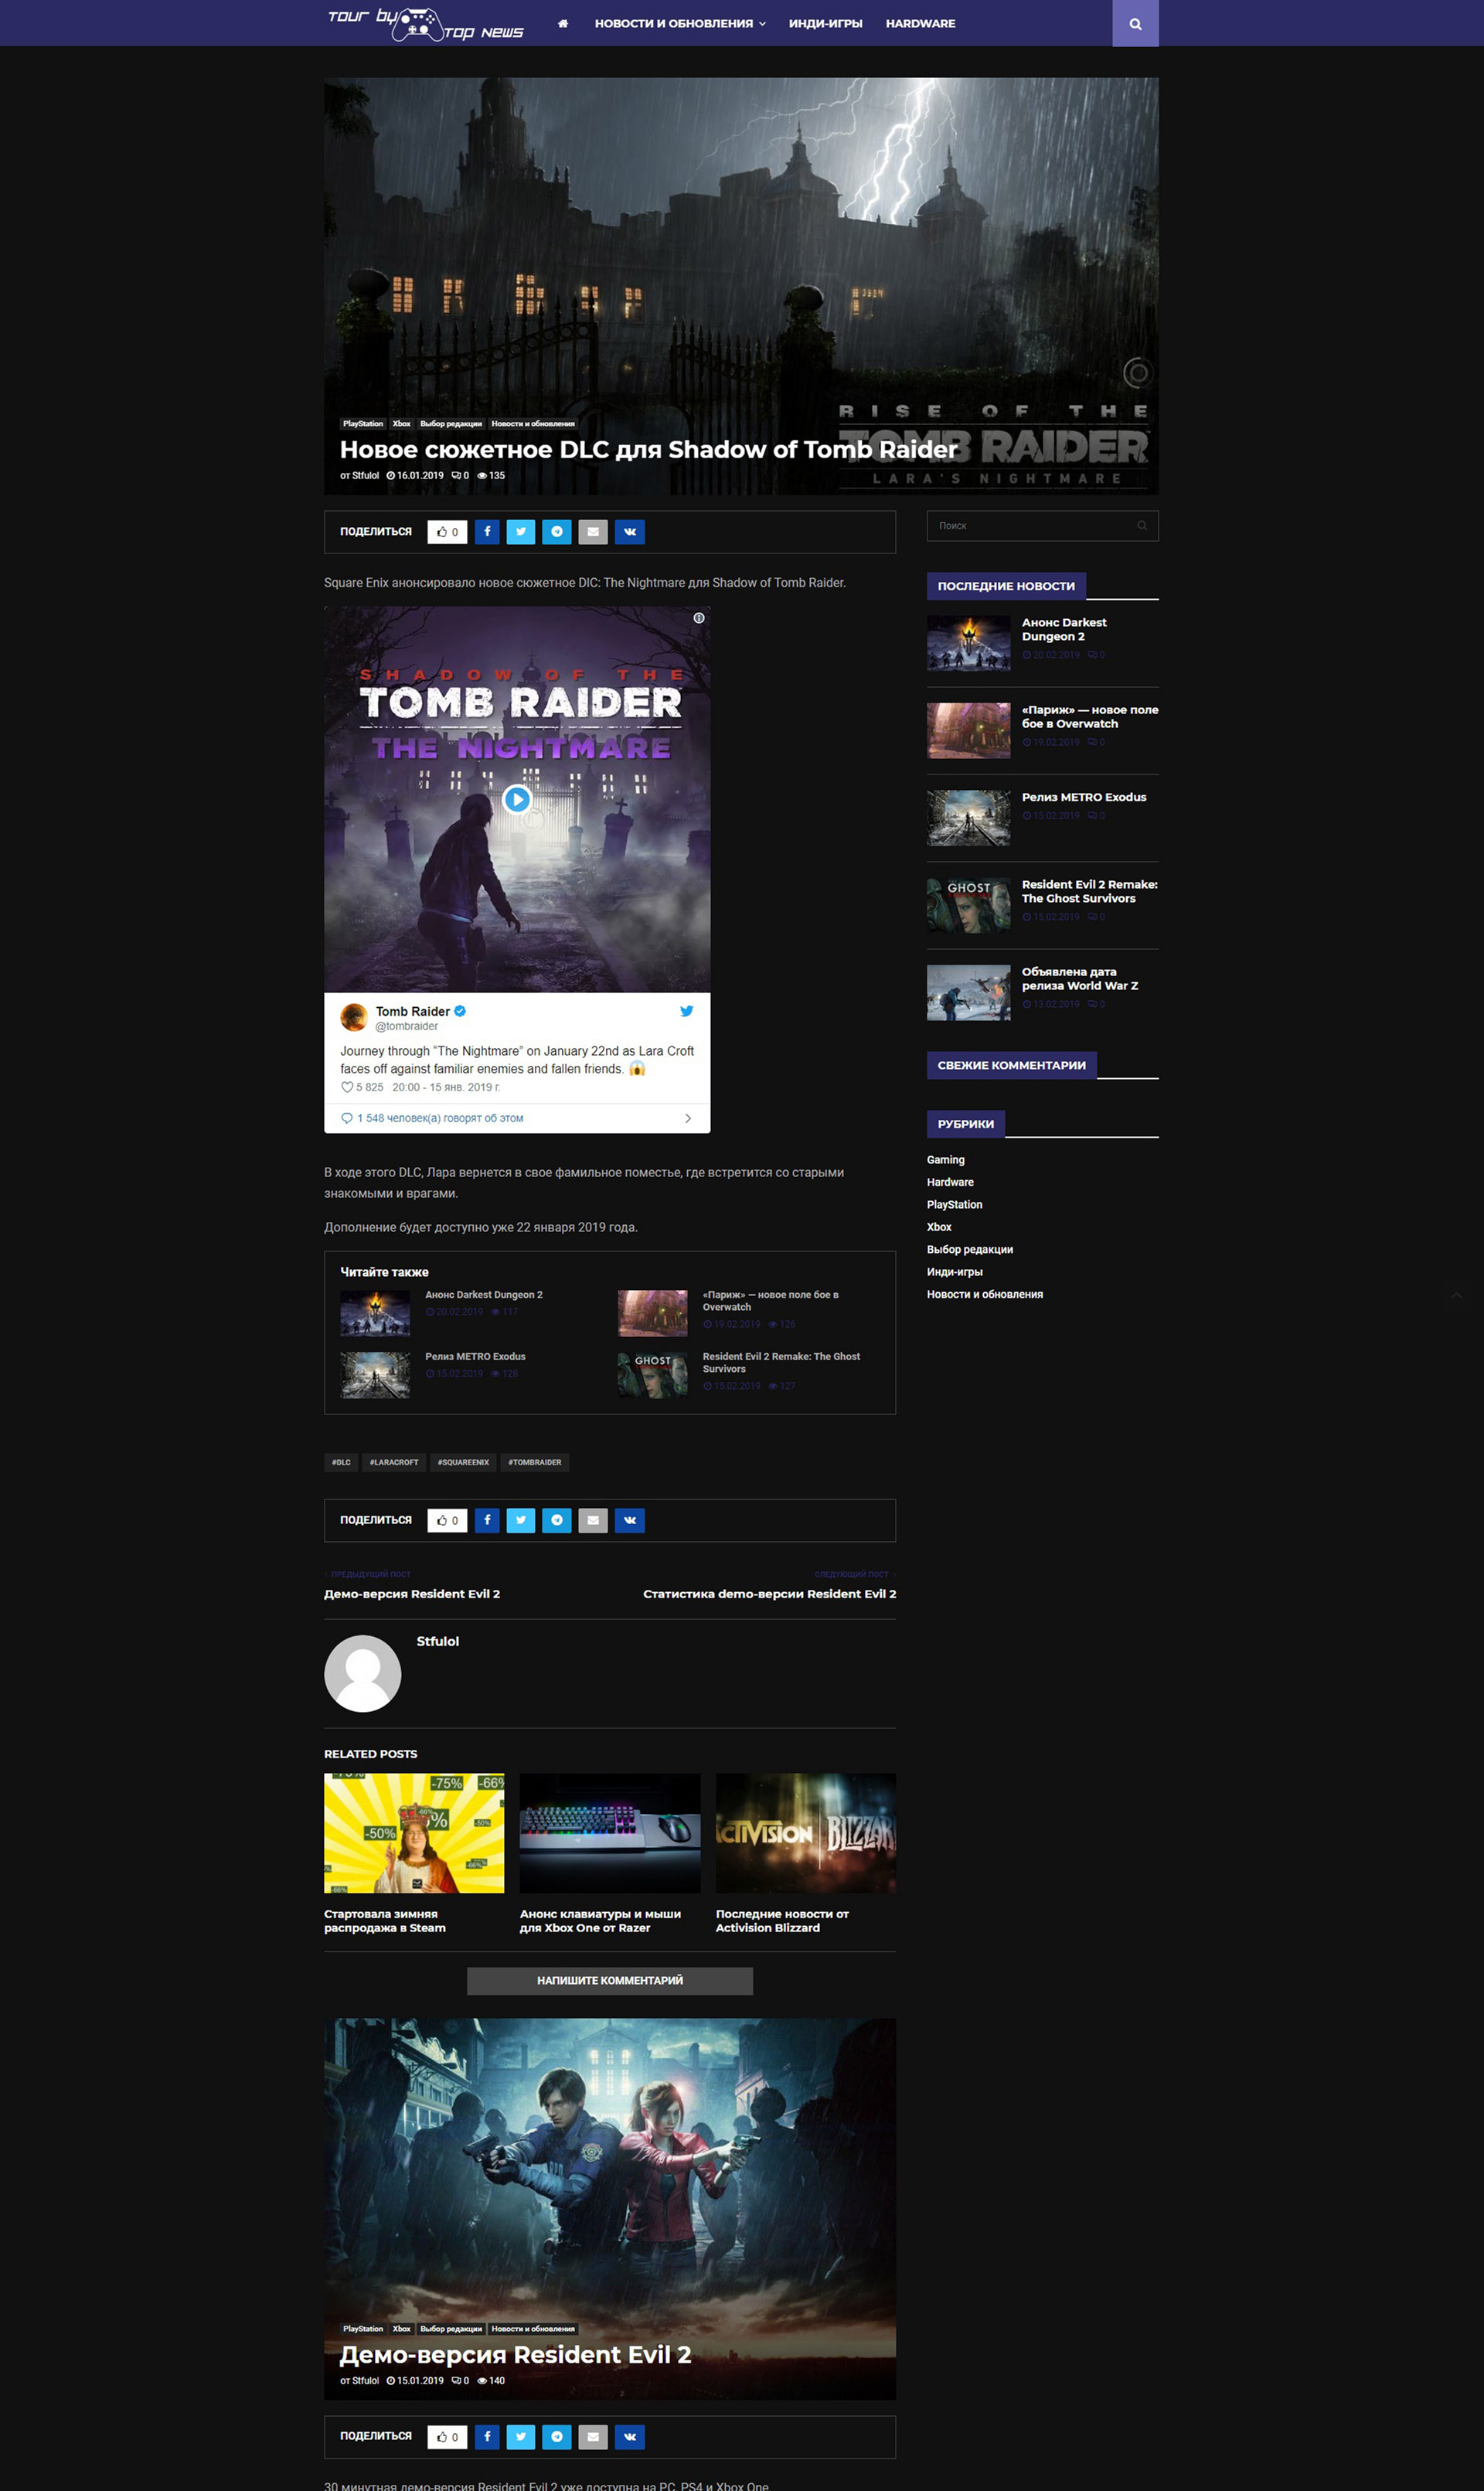 Tour by
Top News
НОВОСТИ И ОБНОВЛЕНИЯ
ИНДИ-ИГРЫ
HARDWARE
RISE OF THE
TOMB RAIDER
LARA'S NIGHTMARE
PlayStation Xbox Выбор редакции Новости и обновления
Новое сюжетное DLC для Shadow of Tomb Raider
от Stfulol 16.01.2019 0 135
ПОДЕЛИТЬСЯ 0
Square Enix анонсировало новое сюжетное DlC: The Nightmare для Shadow of Tomb Raider.
SHADOW OF THE
TOMB RAIDER
THE NIGHTMARE
Tomb Raider
@tombraider
Journey through "The Nightmare" on January 22nd as Lara Croft
faces off against familiar enemies and fallen friends. 😱
5 825 20:00 - 15 янв. 2019 г.
1 548 человек(а) говорят об этом
В ходе этого DLC, Лара вернется в свое фамильное поместье, где встретится со старыми
знакомыми и врагами.
Дополнение будет доступно уже 22 января 2019 года.
Читайте также
Анонс Darkest Dungeon 2
20.02.2019 117
«Париж» — новое поле бое в
Overwatch
19.02.2019 126
Релиз METRO Exodus
15.02.2019 128
GHOST
Resident Evil 2 Remake: The Ghost
Survivors
15.02.2019 127
#DLC #LARACROFT #SQUAREENIX #TOMBRAIDER
ПОДЕЛИТЬСЯ 0
‹ ПРЕДЫДУЩИЙ ПОСТ
Демо-версия Resident Evil 2
СЛЕДУЮЩИЙ ПОСТ ›
Статистика demo-версии Resident Evil 2
Stfulol
RELATED POSTS
-75% -66%
-50%
Стартовала зимняя
распродажа в Steam
Анонс клавиатуры и мыши
для Xbox One от Razer
CTIVISION BLIZZAR
Последние новости от
Activision Blizzard
НАПИШИТЕ КОММЕНТАРИЙ
PlayStation Xbox Выбор редакции Новости и обновления
Демо-версия Resident Evil 2
от Stfulol 15.01.2019 0 140
ПОДЕЛИТЬСЯ 0
30 минутная демо-версия Resident Evil 2 уже доступна на PC, PS4 и Xbox One.
Поиск
ПОСЛЕДНИЕ НОВОСТИ
Анонс Darkest
Dungeon 2
20.02.2019 0
«Париж» — новое поле
бое в Overwatch
19.02.2019 0
Релиз METRO Exodus
15.02.2019 0
GHOST
Resident Evil 2 Remake:
The Ghost Survivors
15.02.2019 0
Объявлена дата
релиза World War Z
13.02.2019 0
СВЕЖИЕ КОММЕНТАРИИ
РУБРИКИ
Gaming
Hardware
PlayStation
Xbox
Выбор редакции
Инди-игры
Новости и обновления